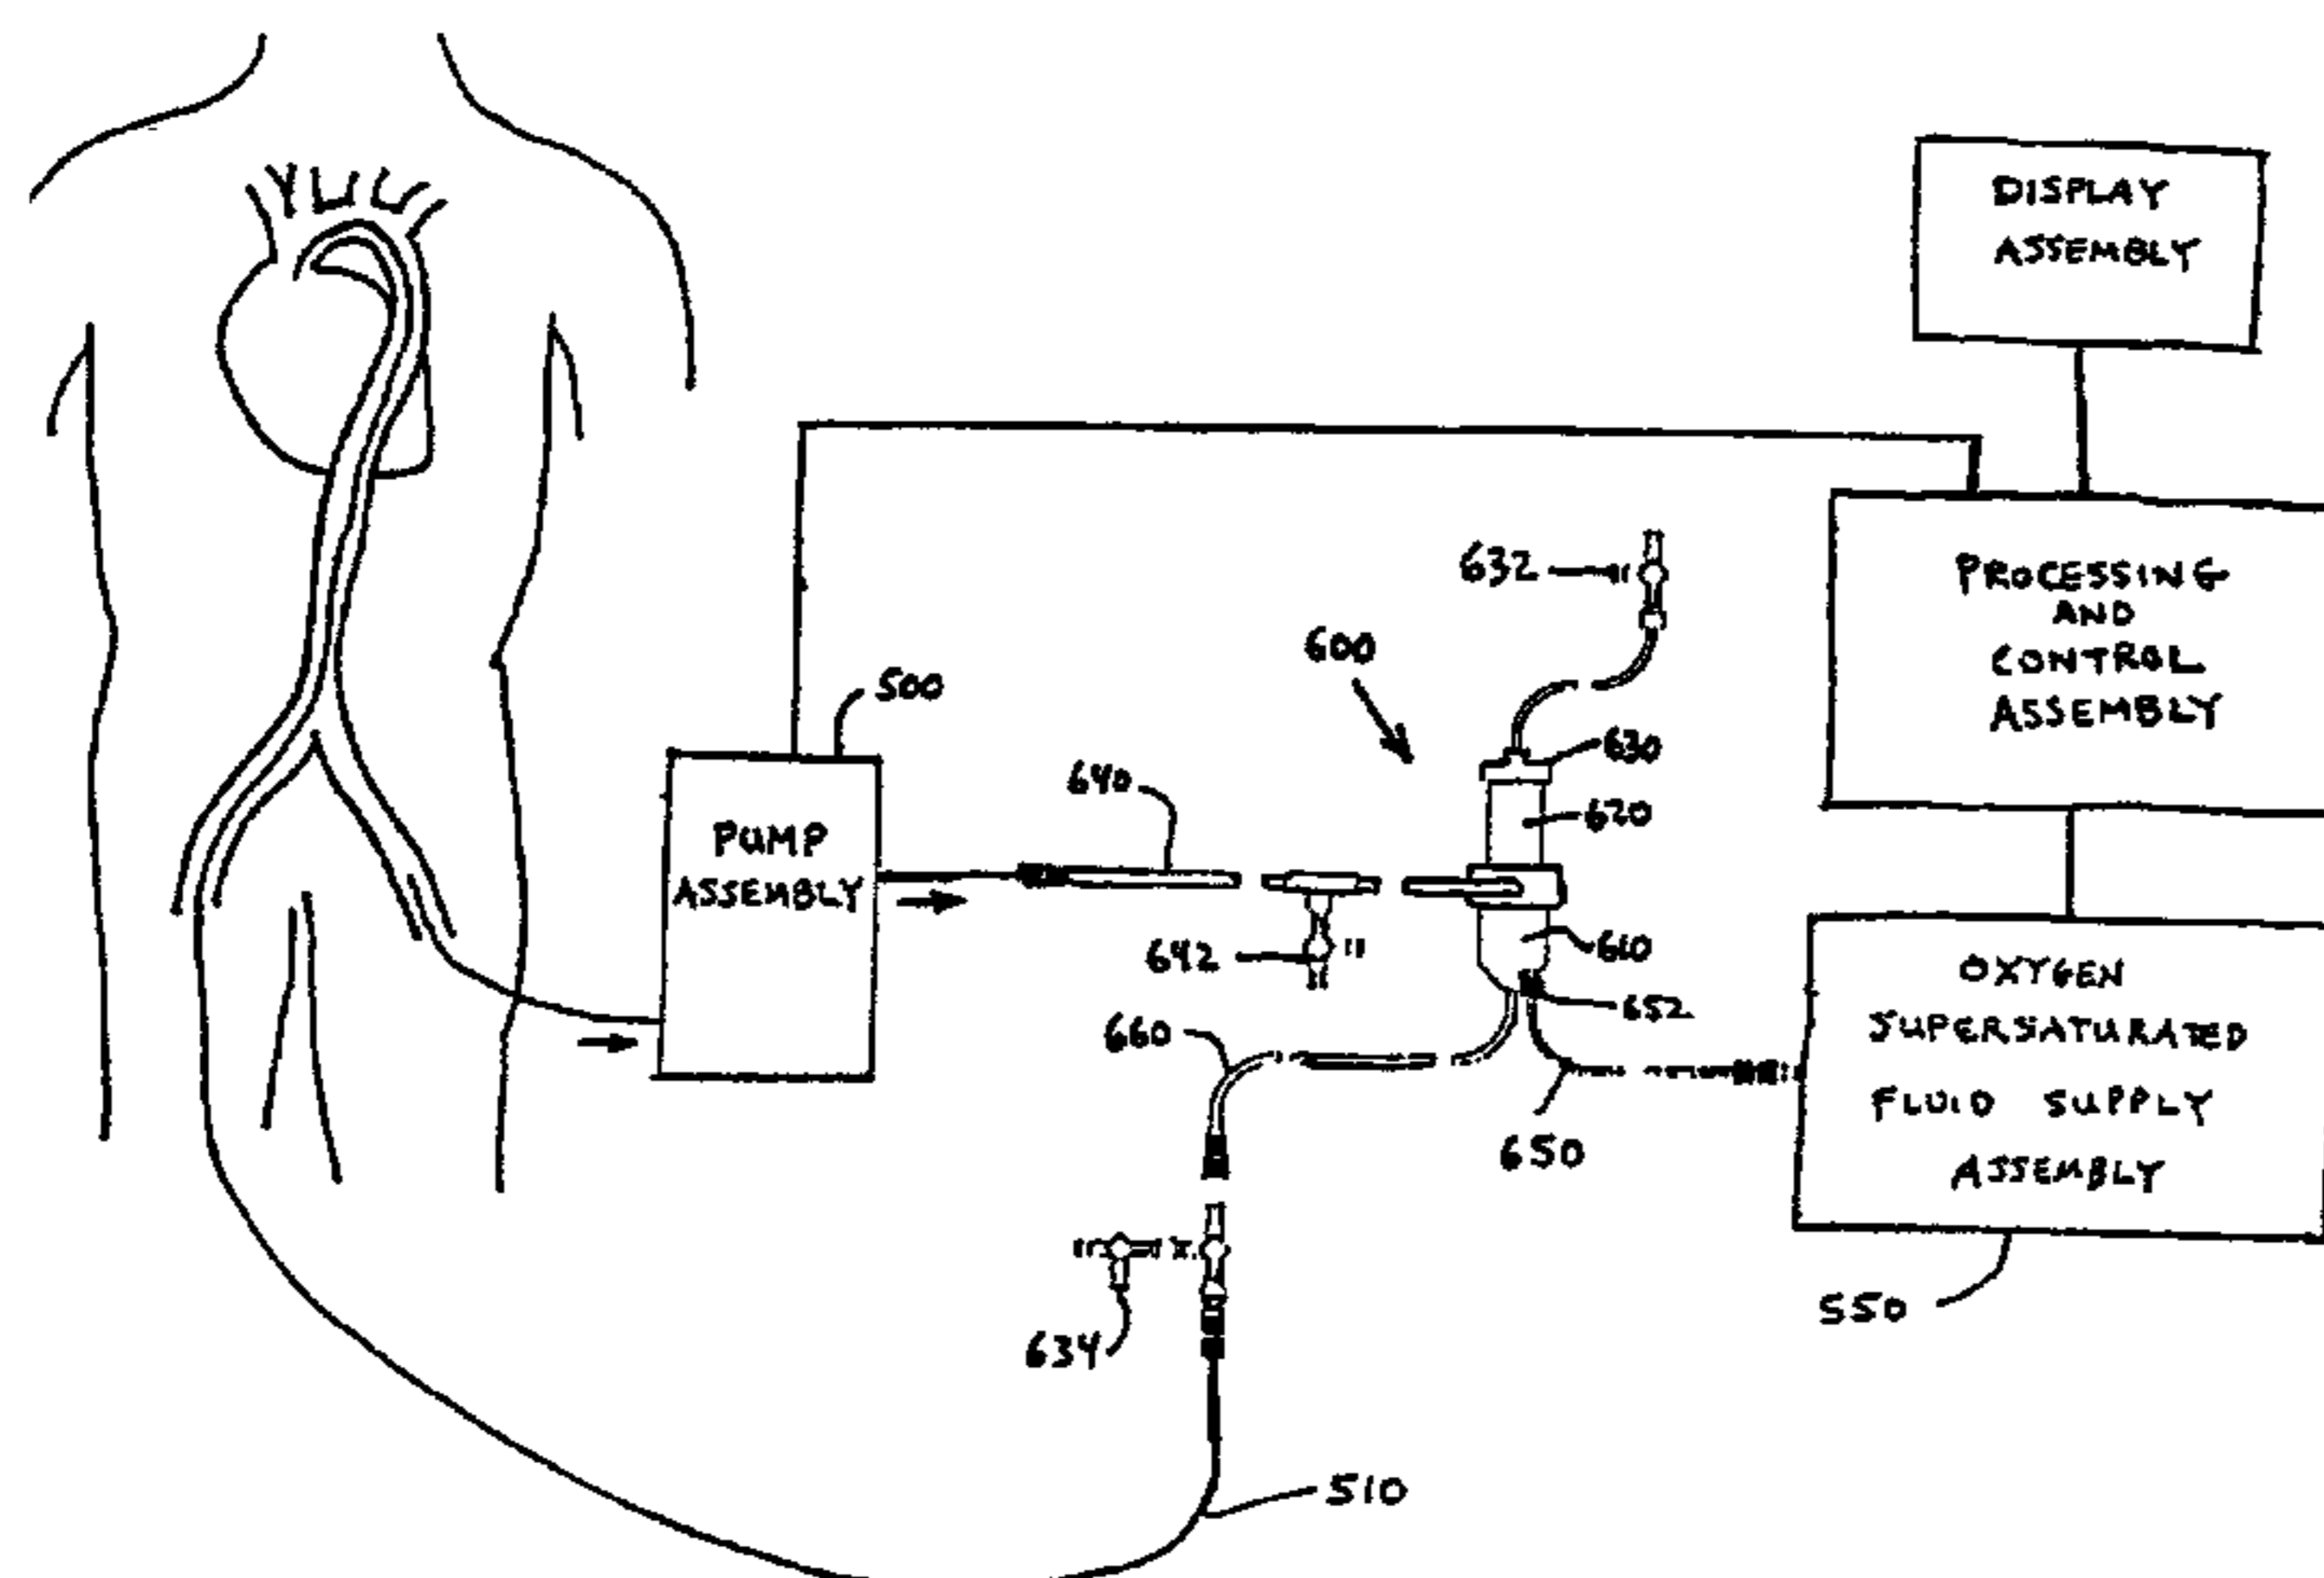 DISPLAY
ASSEMBLY
632
PROCESSING
AND
CONTROL
ASSEMBLY
600
500
630
640
620
PUMP
ASSEMBLY
610
642
652
660
OXYGEN
SUPERSATURATED
FLUID SUPPLY
ASSEMBLY
650
550
634
510